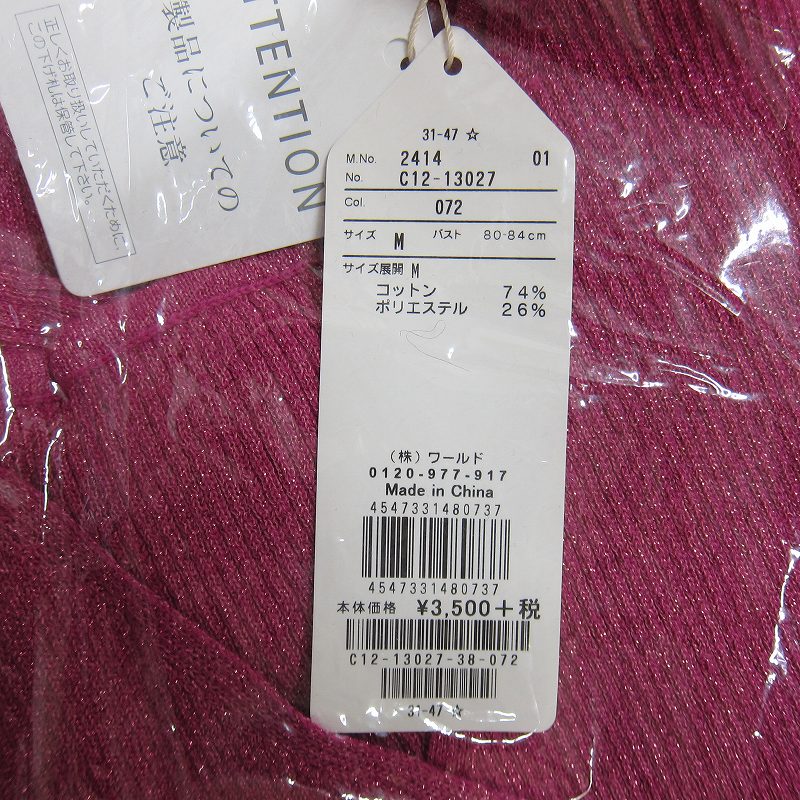 ATTENTION
製品についての
ご注意
正しくお取り扱いしていただくために、
この下げ札は保管して下さい。
31-47 ☆
M.No. 2414 01
No. C12-13027
Col. 072
サイズ M バスト 80-84cm
サイズ展開 M
コットン 74%
ポリエステル 26%
(株)ワールド
0120-977-917
Made in China
4547331480737
4547331480737
本体価格 ¥3,500+税
C12-13027-38-072
31-47 ☆